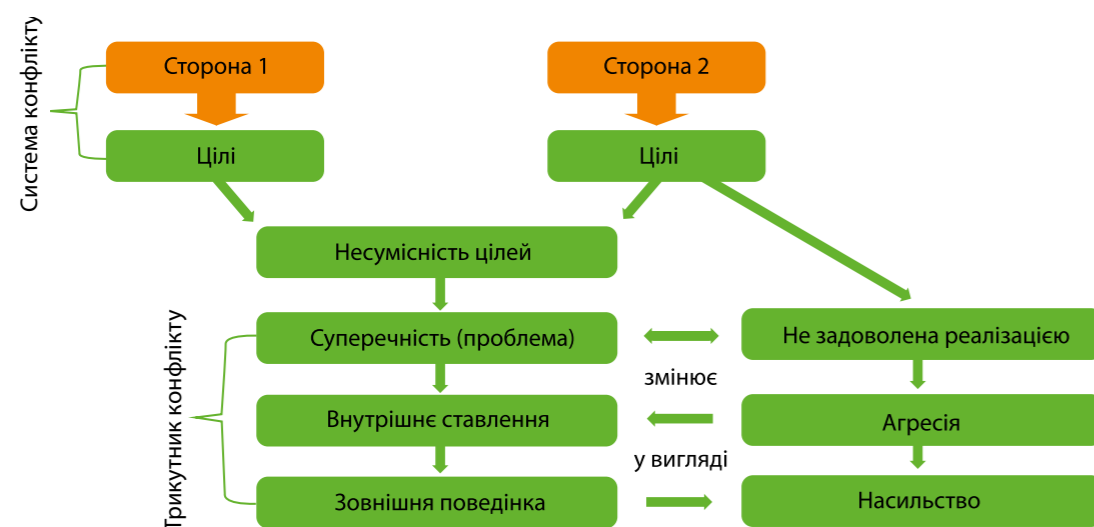 Система конфлікту
Сторона 1
Сторона 2
Цілі
Цілі
Несумісність цілей
Трикутник конфлікту
Суперечність (проблема)
Не задоволена реалізацією
змінює
Внутрішнє ставлення
Агресія
у вигляді
Зовнішня поведінка
Насильство